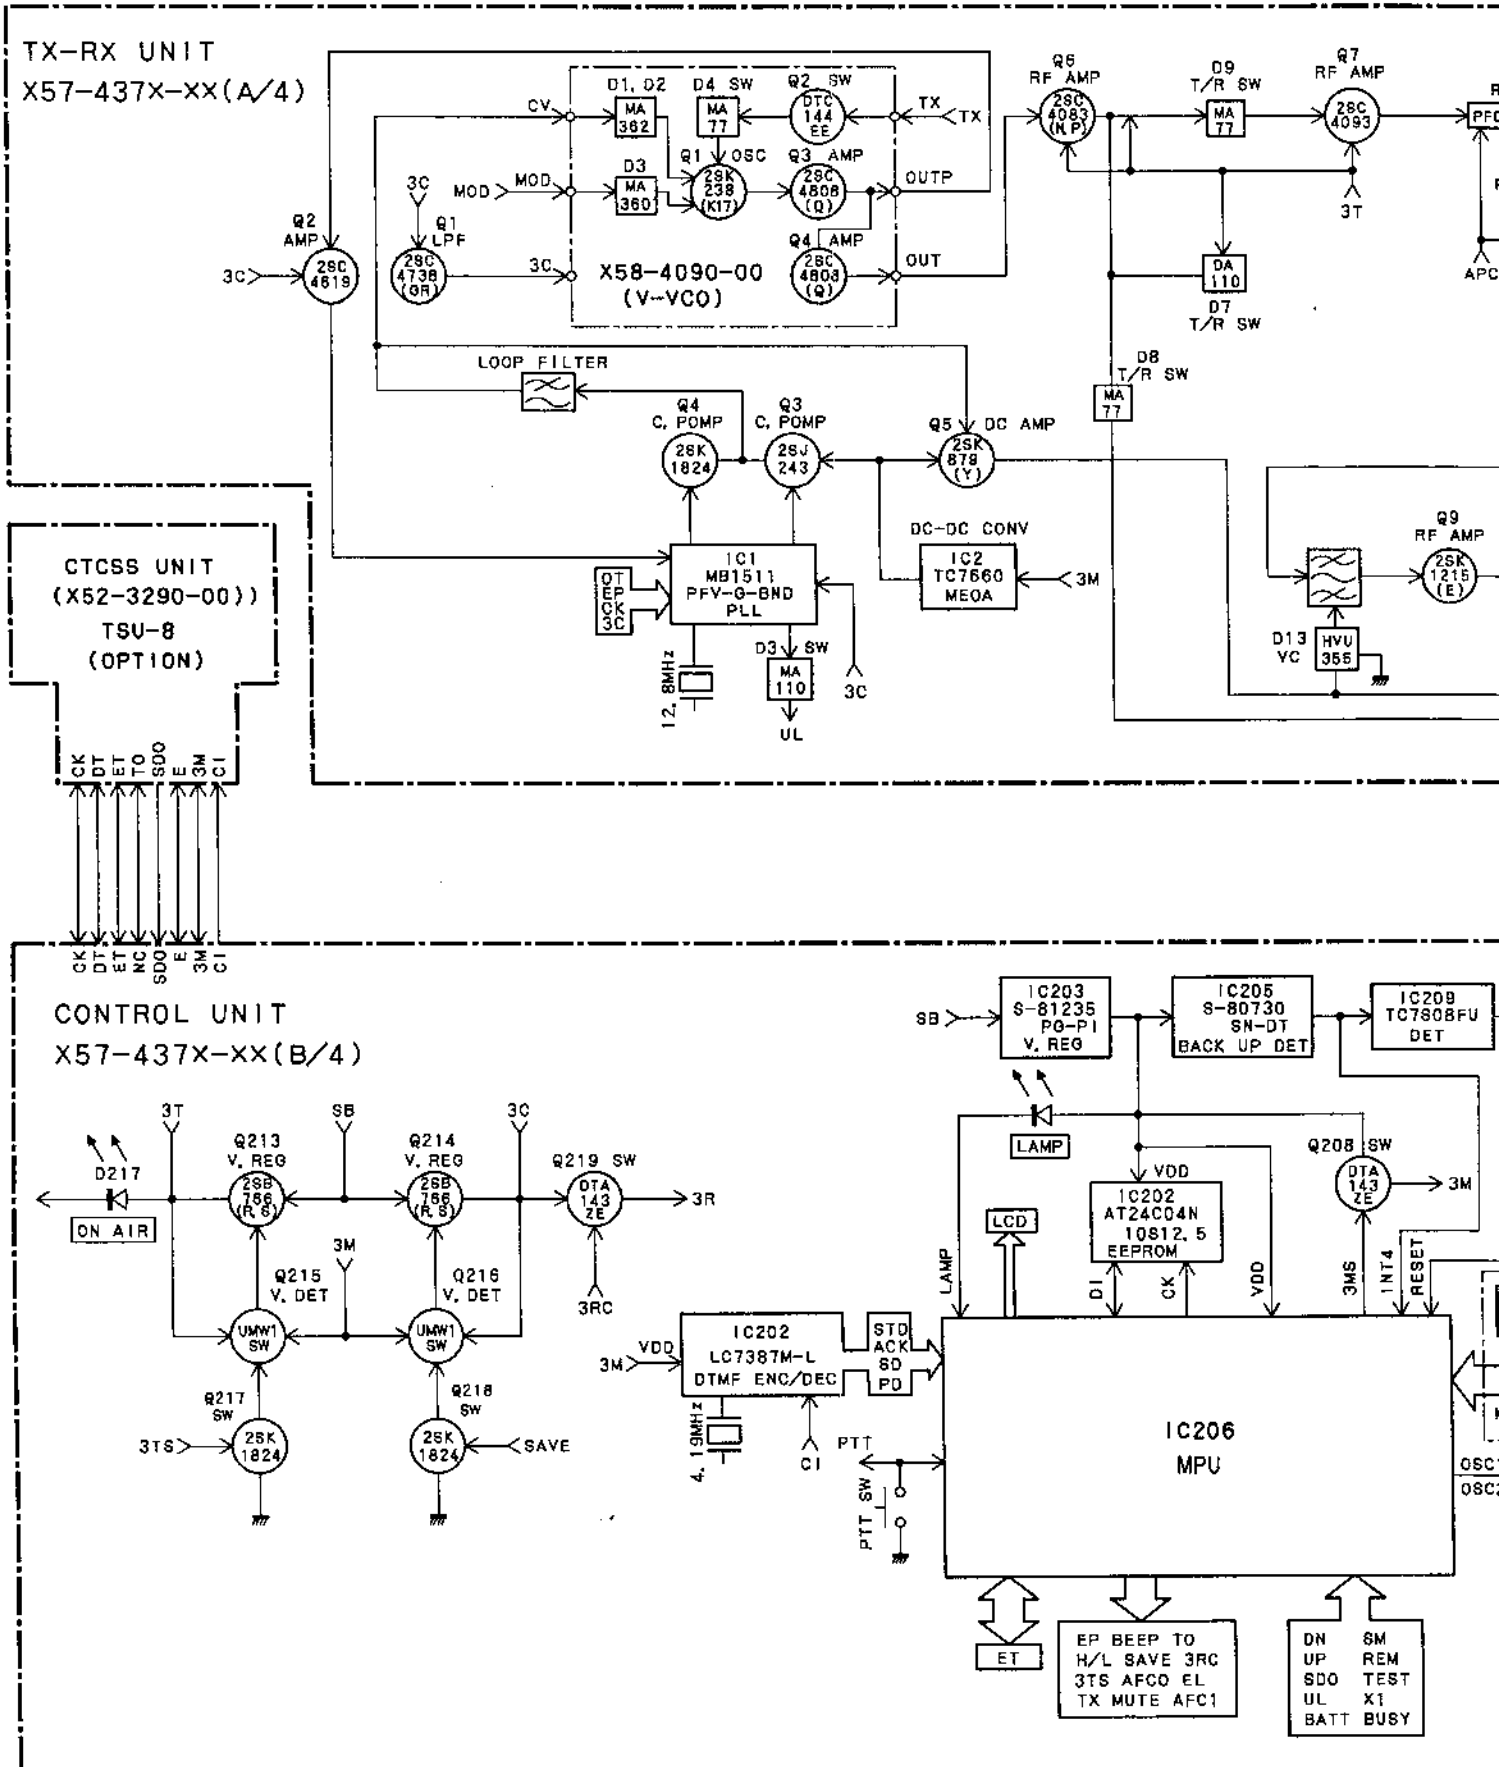 TX-RX UNIT
X57-437X-XX(A/4)
D1, D2
D4 SW
Q2 SW
CV
MA
362
MA
77
DTC
144
EE
TX
TX
Q1 OSC
Q3 AMP
D3
MOD
MOD
MA
360
2SK
238
(K17)
2SC
4808
(Q)
OUTP
3C
Q1
LPF
2SC
4738
(GR)
3C
Q2
AMP
3C
2SC
4619
X58-4090-00
(V-VCO)
Q4 AMP
2SC
4808
(Q)
OUT
Q6
RF AMP
2SC
4083
(N,P)
D9
T/R SW
MA
77
Q7
RF AMP
2SC
4093
3T
DA
110
D7
T/R SW
APC
D8
T/R SW
MA
77
LOOP FILTER
Q4
C. POMP
2SK
1824
Q3
C. POMP
2SJ
243
Q5 DC AMP
2SK
879
(Y)
DC-DC CONV
IC2
TC7660
MEOA
3M
IC1
MB1511
PFV-G-BND
PLL
DT
EP
CK
3C
12.8MHz
D3 SW
MA
110
UL
3C
Q9
RF AMP
2SK
1215
(E)
D13
VC
HVU
355
CTCSS UNIT
(X52-3290-00))
TSU-8
(OPTION)
CK
DT
ET
TO
SDO
E
3M
CI
CK
DT
ET
NC
SDO
E
3M
CI
CONTROL UNIT
X57-437X-XX(B/4)
3T
SB
3C
D217
ON AIR
Q213
V. REG
2SB
766
(R,S)
Q214
V. REG
2SB
766
(R,S)
Q219 SW
DTA
143
ZE
3R
3RC
3M
Q215
V. DET
UMW1
SW
Q216
V. DET
UMW1
SW
Q217
SW
3TS
2SK
1824
Q218
SW
2SK
1824
SAVE
SB
IC203
S-81235
PG-PI
V. REG
IC205
S-80730
SN-DT
BACK UP DET
IC209
TC7S08FU
DET
LAMP
VDD
IC202
AT24C04N
10S12.5
EEPROM
Q208 SW
DTA
143
ZE
3M
LCD
LAMP
DI
CK
VDD
3MS
INT4
RESET
3M
VDD
IC202
LC7387M-L
DTMF ENC/DEC
STD
ACK
SD
PD
4.19MHz
CI
PTT
PTT SW
IC206
MPU
ET
EP BEEP TO
H/L SAVE 3RC
3TS AFCO EL
TX MUTE AFC1
DN SM
UP REM
SDO TEST
UL X1
BATT BUSY